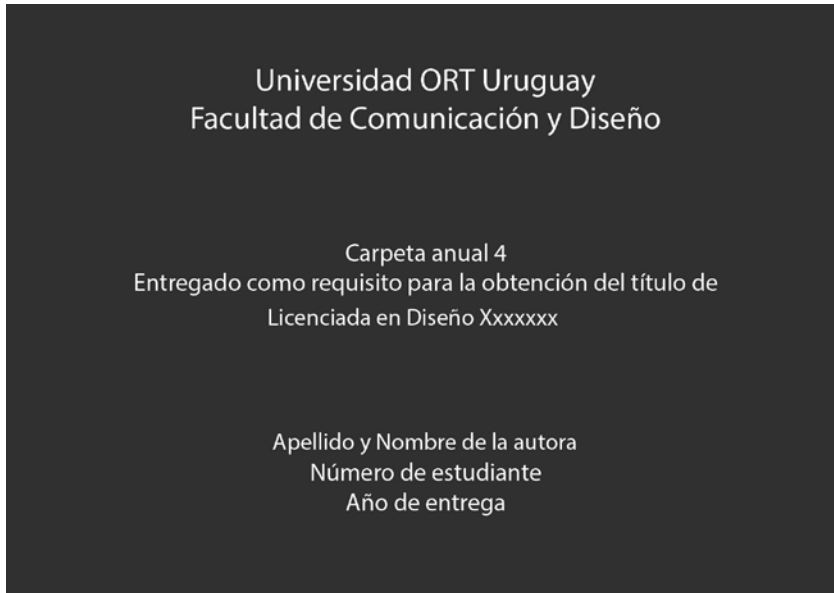 Universidad ORT Uruguay
Facultad de Comunicación y Diseño
Carpeta anual 4
Entregado como requisito para la obtención del título de
Licenciada en Diseño Xxxxxxx
Apellido y Nombre de la autora
Número de estudiante
Año de entrega